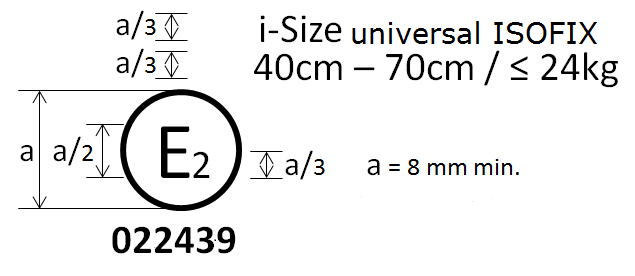 a/3 i-Size universal ISOFIX
a/3 40cm – 70cm / ≤ 24kg
a a/2 E2 a/3 a = 8 mm min.
022439